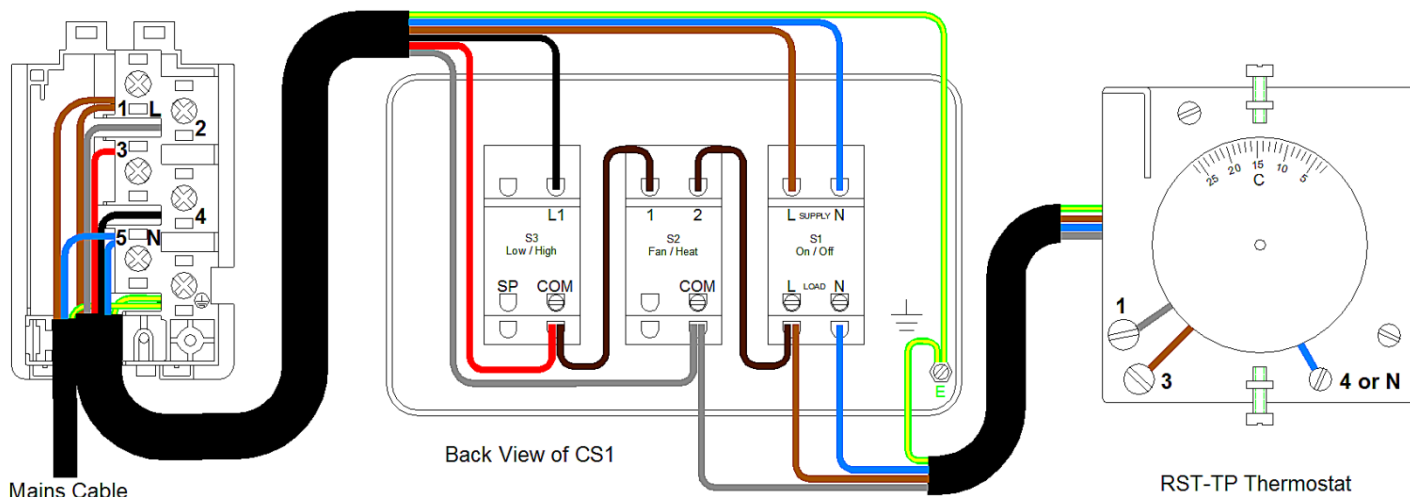 1 L
2
3
4
5 N
Mains Cable
L1
S3
Low / High
SP COM
1 2
S2
Fan / Heat
COM
L SUPPLY N
S1
On / Off
L LOAD N
E
Back View of CS1
25 20 15 10 5
C
1
3
4 or N
RST-TP Thermostat